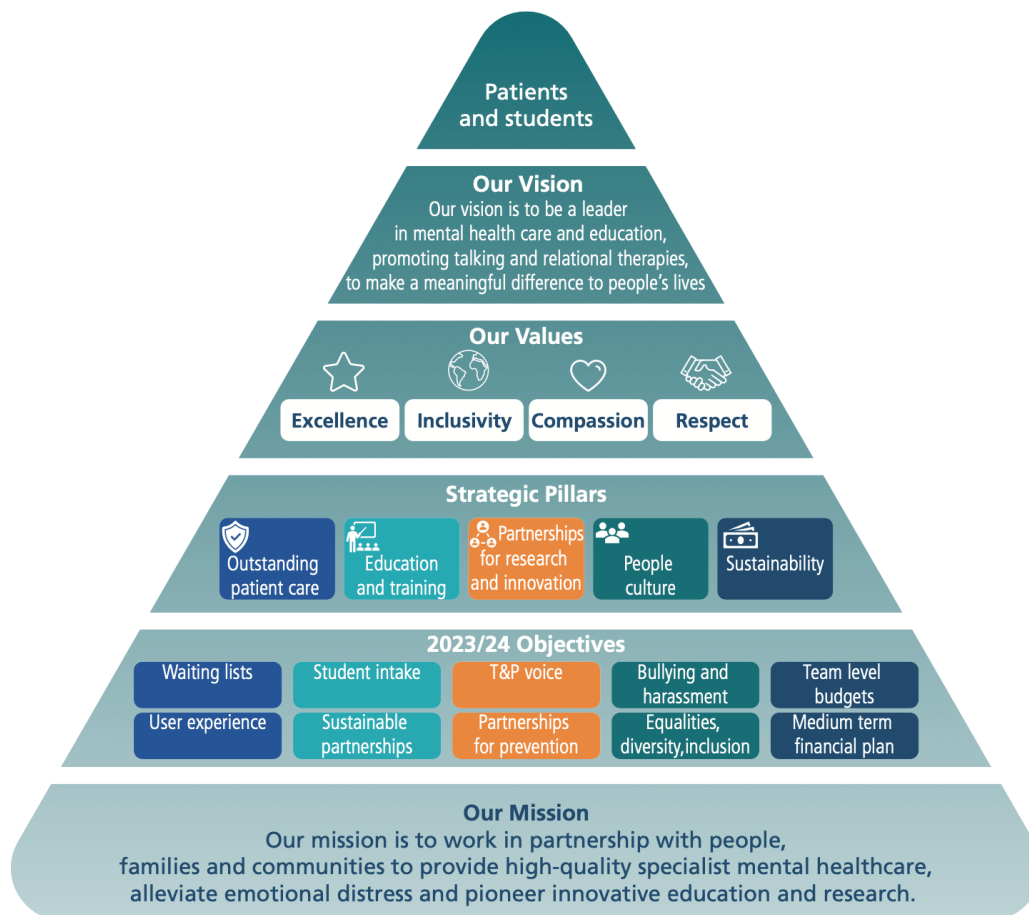 Patients
and students
Our Vision
Our vision is to be a leader
in mental health care and education,
promoting talking and relational therapies,
to make a meaningful difference to people's lives
Our Values
Excellence
Inclusivity
Compassion
Respect
Strategic Pillars
Outstanding
patient care
Education
and training
Partnerships
for research
and innovation
People
culture
Sustainability
2023/24 Objectives
Waiting lists
Student intake
T&P voice
Bullying and
harassment
Team level
budgets
User experience
Sustainable
partnerships
Partnerships
for prevention
Equalities,
diversity,inclusion
Medium term
financial plan
Our Mission
Our mission is to work in partnership with people,
families and communities to provide high-quality specialist mental healthcare,
alleviate emotional distress and pioneer innovative education and research.